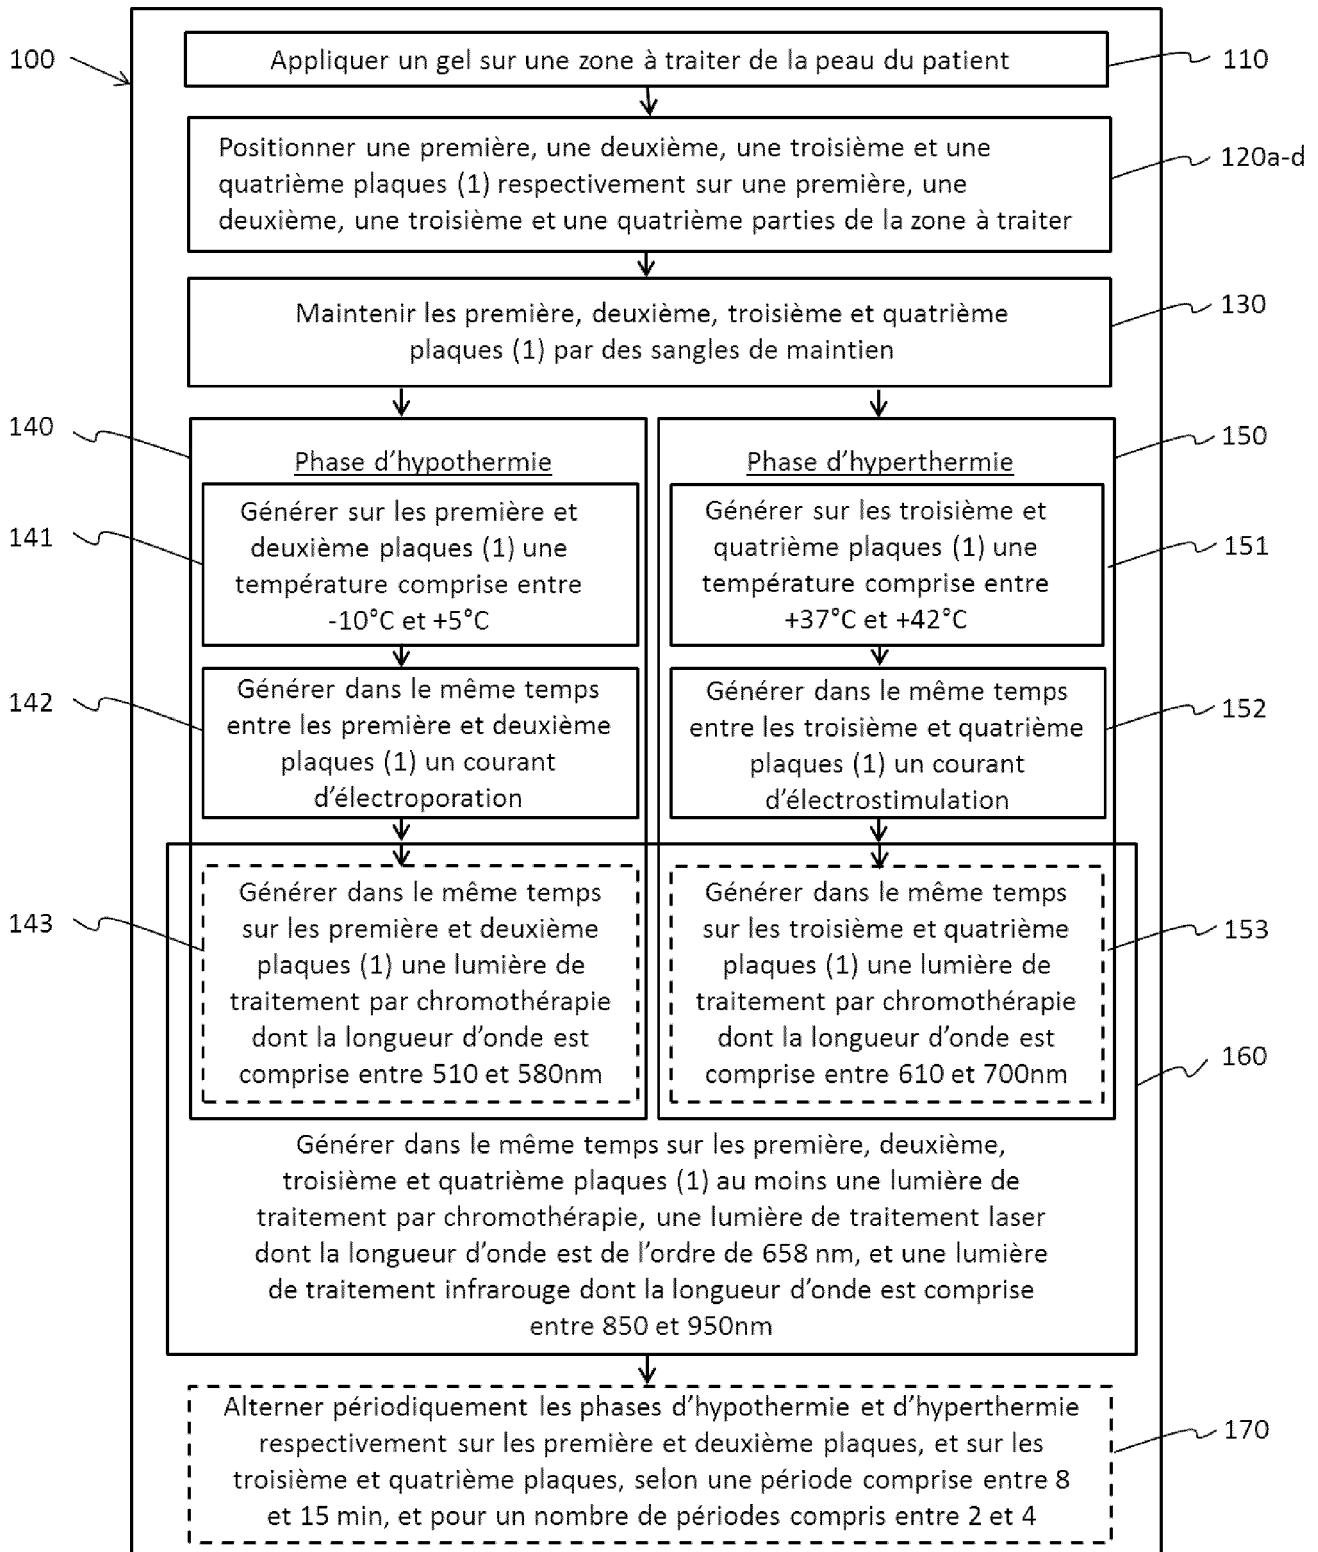 100
Appliquer un gel sur une zone à traiter de la peau du patient
110
Positionner une première, une deuxième, une troisième et une
quatrième plaques (1) respectivement sur une première, une
deuxième, une troisième et une quatrième parties de la zone à traiter
120a-d
Maintenir les première, deuxième, troisième et quatrième
plaques (1) par des sangles de maintien
130
140
Phase d'hypothermie
141
Générer sur les première et
deuxième plaques (1) une
température comprise entre
-10°C et +5°C
142
Générer dans le même temps
entre les première et deuxième
plaques (1) un courant
d'électroporation
143
Générer dans le même temps
sur les première et deuxième
plaques (1) une lumière de
traitement par chromothérapie
dont la longueur d'onde est
comprise entre 510 et 580nm
150
Phase d'hyperthermie
Générer sur les troisième et
quatrième plaques (1) une
température comprise entre
+37°C et +42°C
151
Générer dans le même temps
entre les troisième et quatrième
plaques (1) un courant
d'électrostimulation
152
Générer dans le même temps
sur les troisième et quatrième
plaques (1) une lumière de
traitement par chromothérapie
dont la longueur d'onde est
comprise entre 610 et 700nm
153
160
Générer dans le même temps sur les première, deuxième,
troisième et quatrième plaques (1) au moins une lumière de
traitement par chromothérapie, une lumière de traitement laser
dont la longueur d'onde est de l'ordre de 658 nm, et une lumière
de traitement infrarouge dont la longueur d'onde est comprise
entre 850 et 950nm
Alterner périodiquement les phases d'hypothermie et d'hyperthermie
respectivement sur les première et deuxième plaques, et sur les
troisième et quatrième plaques, selon une période comprise entre 8
et 15 min, et pour un nombre de périodes compris entre 2 et 4
170